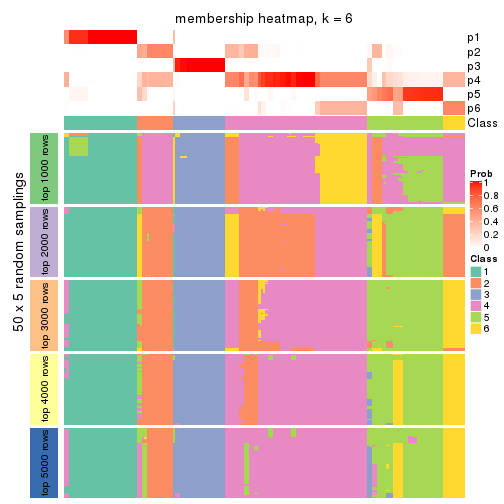 membership heatmap, k = 6
p1
p2
p3
p4
p5
p6
Class
50 x 5 random samplings
top 1000 rows
top 2000 rows
top 3000 rows
top 4000 rows
top 5000 rows
Prob
1
0.8
0.6
0.4
0.2
0
Class
1
2
3
4
5
6